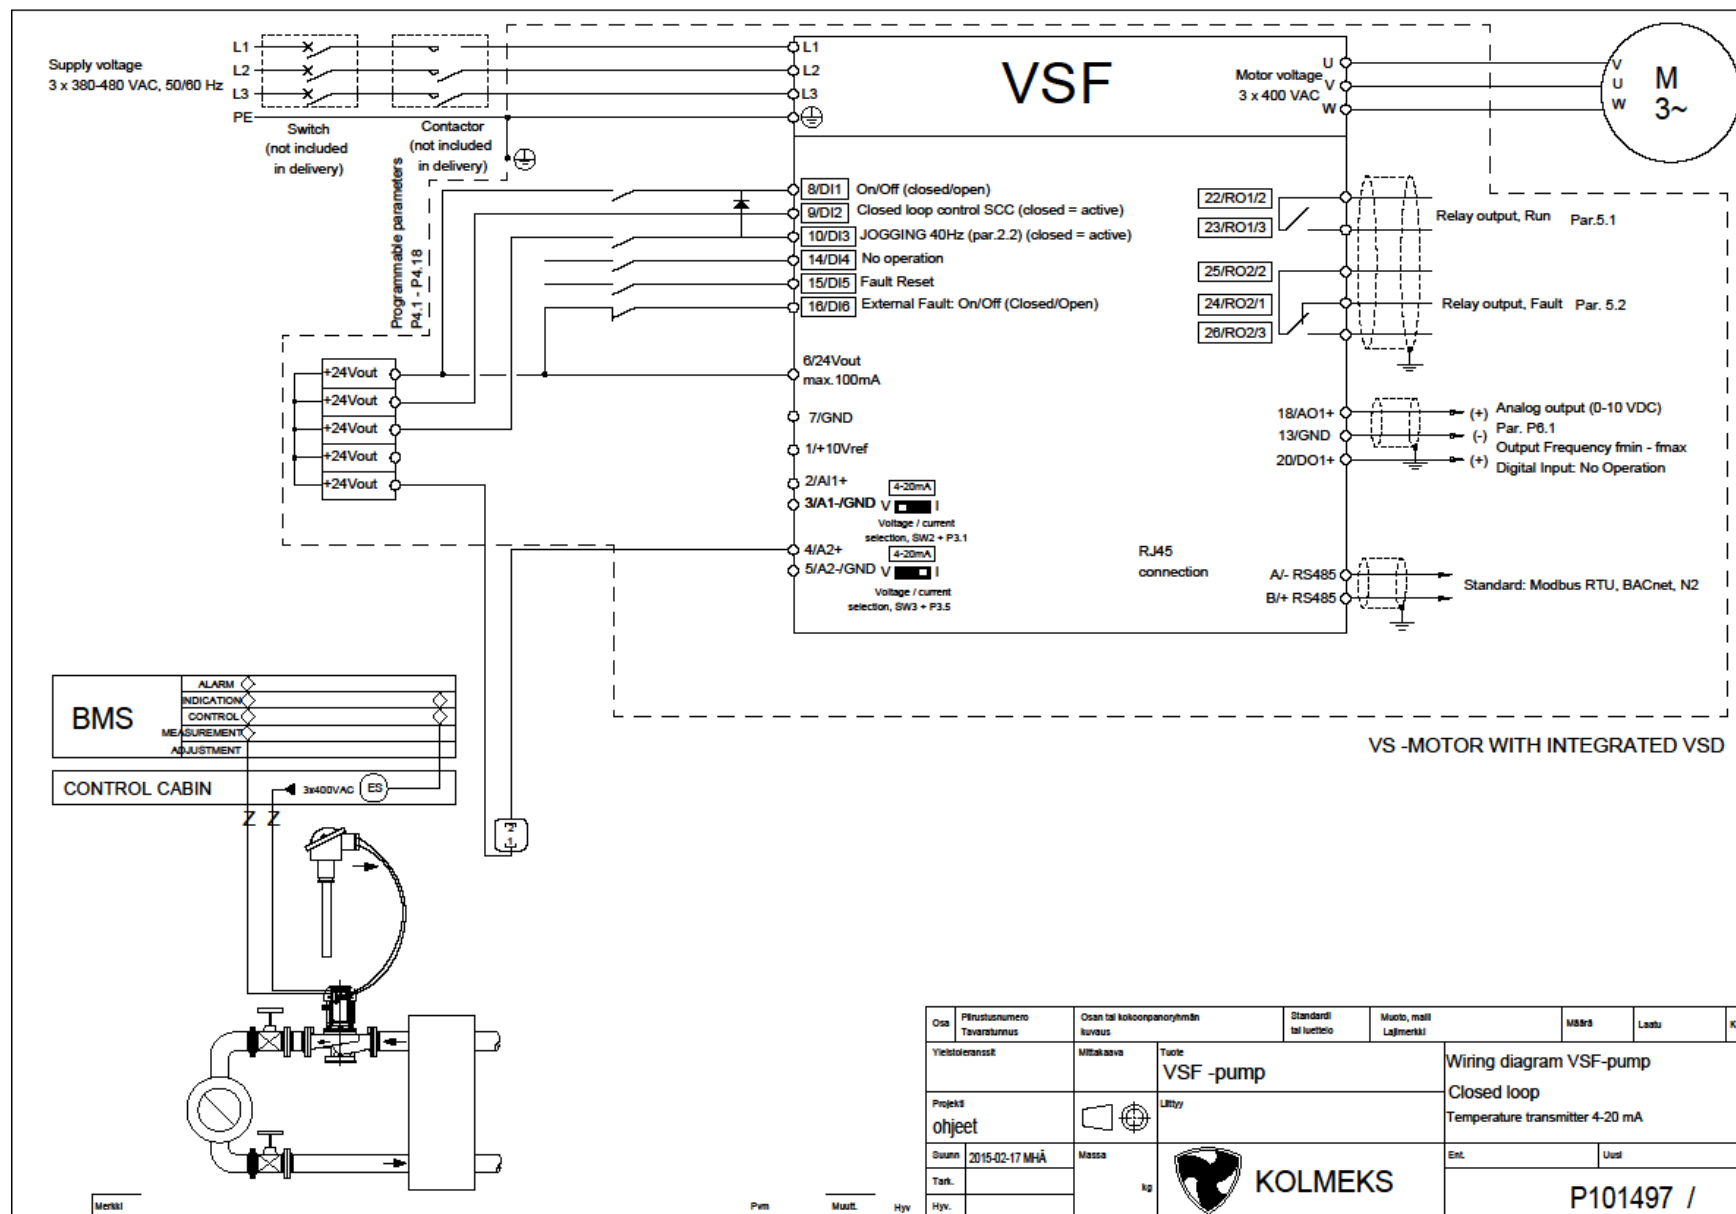 Supply voltage
3 x 380-480 VAC, 50/60 Hz
L1
L2
L3
PE
Switch
(not included
in delivery)
Contactor
(not included
in delivery)
Programmable parameters
P4.1 - P4.18
L1
L2
L3
VSF
Motor voltage
3 x 400 VAC
U
V
W
V
U
W
M
3~
8/DI1 On/Off (closed/open)
9/DI2 Closed loop control SCC (closed = active)
10/DI3 JOGGING 40Hz (par.2.2) (closed = active)
14/DI4 No operation
15/DI5 Fault Reset
16/DI6 External Fault: On/Off (Closed/Open)
6/24Vout
max.100mA
7/GND
1/+10Vref
2/AI1+
4-20mA
3/A1-/GND V I
Voltage / current
selection, SW2 + P3.1
4/A2+
4-20mA
5/A2-/GND V I
Voltage / current
selection, SW3 + P3.5
+24Vout
+24Vout
+24Vout
+24Vout
+24Vout
22/RO1/2
23/RO1/3
Relay output, Run Par.5.1
25/RO2/2
24/RO2/1
26/RO2/3
Relay output, Fault Par. 5.2
18/AO1+
13/GND
20/DO1+
(+) Analog output (0-10 VDC)
(-) Par. P6.1
Output Frequency fmin - fmax
(+) Digital Input: No Operation
RJ45
connection
A/- RS485
B/+ RS485
Standard: Modbus RTU, BACnet, N2
VS -MOTOR WITH INTEGRATED VSD
BMS
ALARM
INDICATION
CONTROL
MEASUREMENT
ADJUSTMENT
CONTROL CABIN
3x400VAC
ES
Z Z
2
1
Osa
Piirustusnumero
Tavaratunnus
Osan tai kokoonpanoryhmän
kuvaus
Standardi
tai luettelo
Muoto, malli
Lajimerkki
Määrä
Laatu
K
Yleistoleranssit
Mittakaava
Tuote
VSF -pump
Wiring diagram VSF-pump
Closed loop
Temperature transmitter 4-20 mA
Projekti
ohjeet
Liittyy
Suunn 2015-02-17 MHÄ
Tark.
Hyv.
Massa
kg
KOLMEKS
Ent.
Uusi
P101497 /
Merkki
Pvm
Muutt.
Hyv